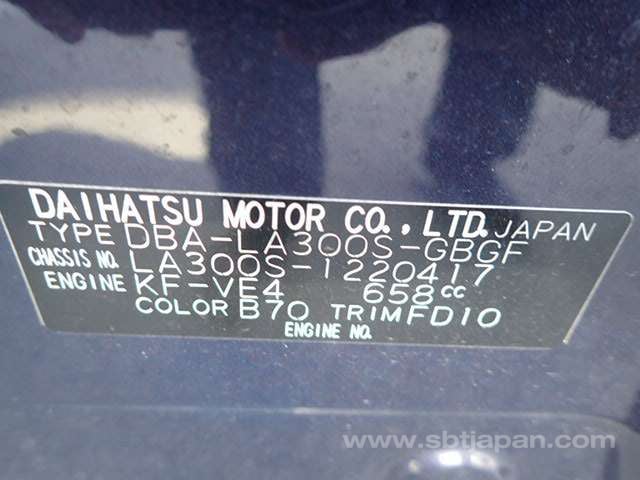 DAIHATSU MOTOR CO., LTD. JAPAN
TYPE DBA-LA300S-GBGF
CHASSIS NO. LA300S-1220417
ENGINE KF-VE4 658cc
COLOR B70 TRIM FD10
ENGINE NO.
www.sbtjapan.com